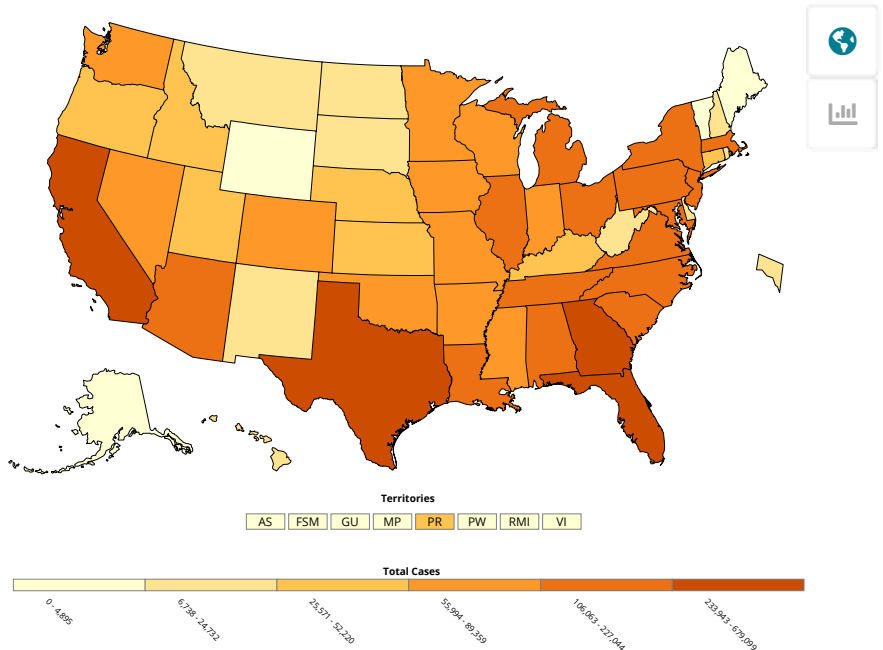 Territories
AS FSM GU MP PR PW RMI VI
Total Cases
0 - 4,895
6,738 - 24,732
25,571 - 52,220
55,994 - 89,359
106,063 - 227,044
233,943 - 679,099